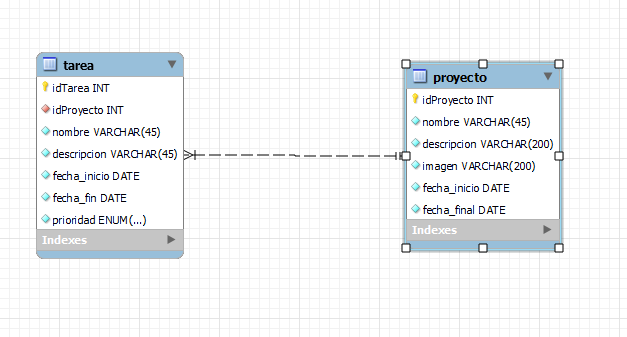 tarea
idTarea INT
idProyecto INT
nombre VARCHAR(45)
descripcion VARCHAR(45)
fecha_inicio DATE
fecha_fin DATE
prioridad ENUM(...)
Indexes
proyecto
idProyecto INT
nombre VARCHAR(45)
descripcion VARCHAR(200)
imagen VARCHAR(200)
fecha_inicio DATE
fecha_final DATE
Indexes